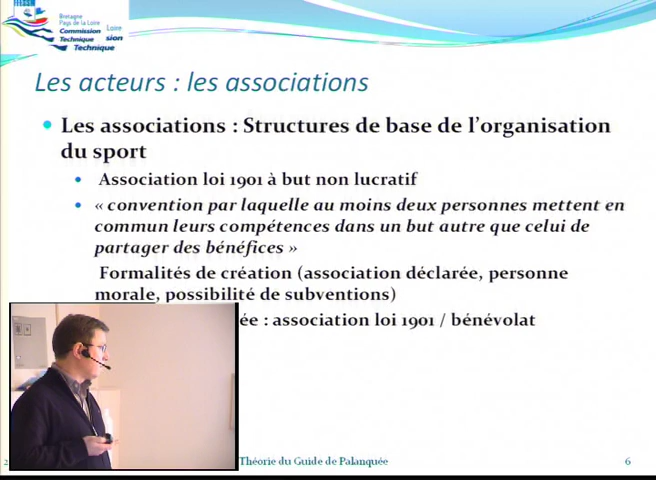 Bretagne
Pays de la Loire
Loire
Commission
Technique
sion
Technique
Les acteurs : les associations
Les associations : Structures de base de l'organisation
du sport
Association loi 1901 à but non lucratif
« convention par laquelle au moins deux personnes mettent en
commun leurs compétences dans un but autre que celui de
partager des bénéfices »
Formalités de création (association déclarée, personne
morale, possibilité de subventions)
ée : association loi 1901 / bénévolat
2
Théorie du Guide de Palanquée
6